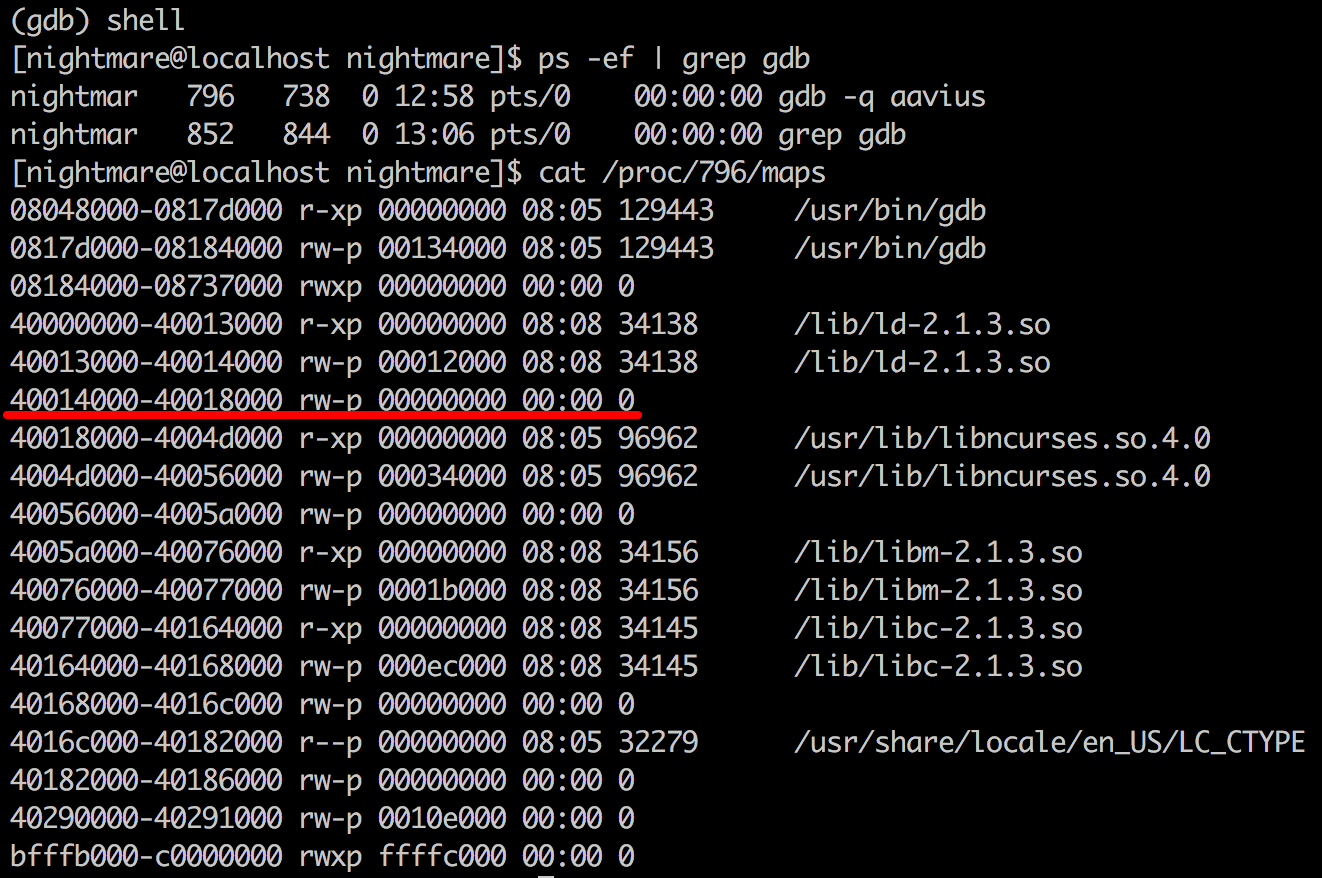 (gdb) shell
[nightmare@localhost nightmare]$ ps -ef | grep gdb
nightmar   796   738  0 12:58 pts/0    00:00:00 gdb -q aavius
nightmar   852   844  0 13:06 pts/0    00:00:00 grep gdb
[nightmare@localhost nightmare]$ cat /proc/796/maps
08048000-0817d000 r-xp 00000000 08:05 129443     /usr/bin/gdb
0817d000-08184000 rw-p 00134000 08:05 129443     /usr/bin/gdb
08184000-08737000 rwxp 00000000 00:00 0
40000000-40013000 r-xp 00000000 08:08 34138      /lib/ld-2.1.3.so
40013000-40014000 rw-p 00012000 08:08 34138      /lib/ld-2.1.3.so
40014000-40018000 rw-p 00000000 00:00 0
40018000-4004d000 r-xp 00000000 08:05 96962      /usr/lib/libncurses.so.4.0
4004d000-40056000 rw-p 00034000 08:05 96962      /usr/lib/libncurses.so.4.0
40056000-4005a000 rw-p 00000000 00:00 0
4005a000-40076000 r-xp 00000000 08:08 34156      /lib/libm-2.1.3.so
40076000-40077000 rw-p 0001b000 08:08 34156      /lib/libm-2.1.3.so
40077000-40164000 r-xp 00000000 08:08 34145      /lib/libc-2.1.3.so
40164000-40168000 rw-p 000ec000 08:08 34145      /lib/libc-2.1.3.so
40168000-4016c000 rw-p 00000000 00:00 0
4016c000-40182000 r--p 00000000 08:05 32279      /usr/share/locale/en_US/LC_CTYPE
40182000-40186000 rw-p 00000000 00:00 0
40290000-40291000 rw-p 0010e000 00:00 0
bfffb000-c0000000 rwxp ffffc000 00:00 0